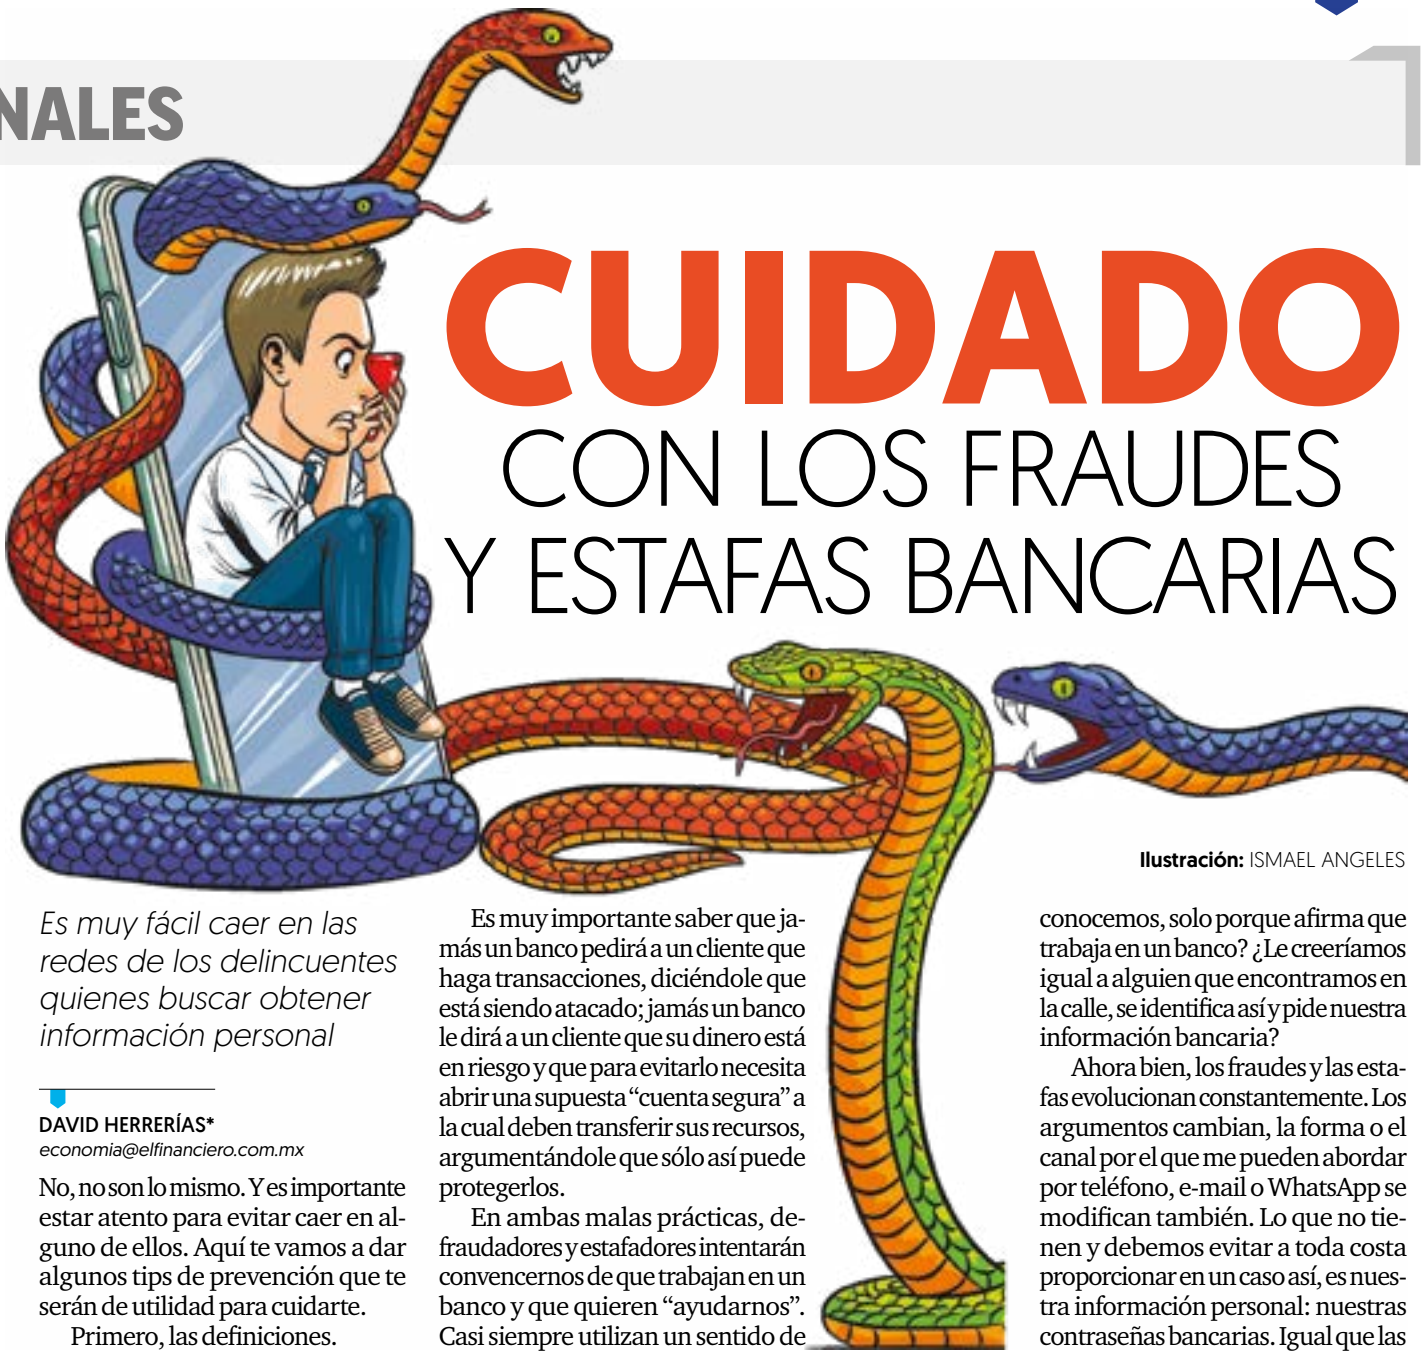 NALES
CUIDADO
CON LOS FRAUDES
Y ESTAFAS BANCARIAS
Ilustración: ISMAEL ANGELES
Es muy fácil caer en las
redes de los delincuentes
quienes buscar obtener
información personal
DAVID HERRERÍAS*
economia@elfinanciero.com.mx
No, no son lo mismo. Y es importante
estar atento para evitar caer en al-
guno de ellos. Aquí te vamos a dar
algunos tips de prevención que te
serán de utilidad para cuidarte.
Primero, las definiciones.
Es muy importante saber que ja-
más un banco pedirá a un cliente que
haga transacciones, diciéndole que
está siendo atacado; jamás un banco
le dirá a un cliente que su dinero está
en riesgo y que para evitarlo necesita
abrir una supuesta “cuenta segura” a
la cual deben transferir sus recursos,
argumentándole que sólo así puede
protegerlos.
En ambas malas prácticas, de-
fraudadores y estafadores intentarán
convencernos de que trabajan en un
banco y que quieren “ayudarnos”.
Casi siempre utilizan un sentido de
conocemos, solo porque afirma que
trabaja en un banco? ¿Le creeríamos
igual a alguien que encontramos en
la calle, se identifica así y pide nuestra
información bancaria?
Ahora bien, los fraudes y las esta-
fas evolucionan constantemente. Los
argumentos cambian, la forma o el
canal por el que me pueden abordar
por teléfono, e-mail o WhatsApp se
modifican también. Lo que no tie-
nen y debemos evitar a toda costa
proporcionar en un caso así, es nues-
tra información personal: nuestras
contraseñas bancarias. Igual que las